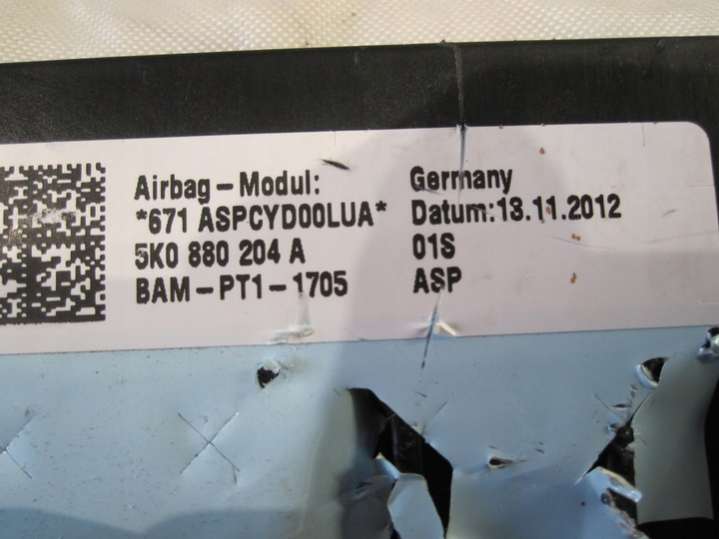 Airbag-Modul:
*671 ASPCYD00LUA*
5K0 880 204 A
BAM-PT1-1705
Germany
Datum:13.11.2012
01S
ASP